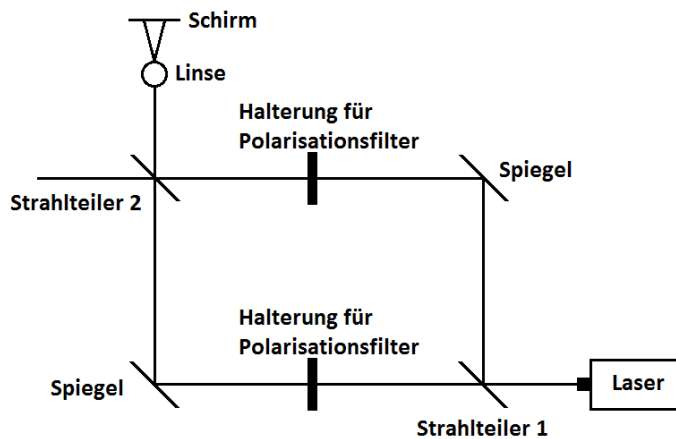 Schirm
Linse
Halterung für
Polarisationsfilter
Spiegel
Strahlteiler 2
Halterung für
Polarisationsfilter
Spiegel
Laser
Strahlteiler 1